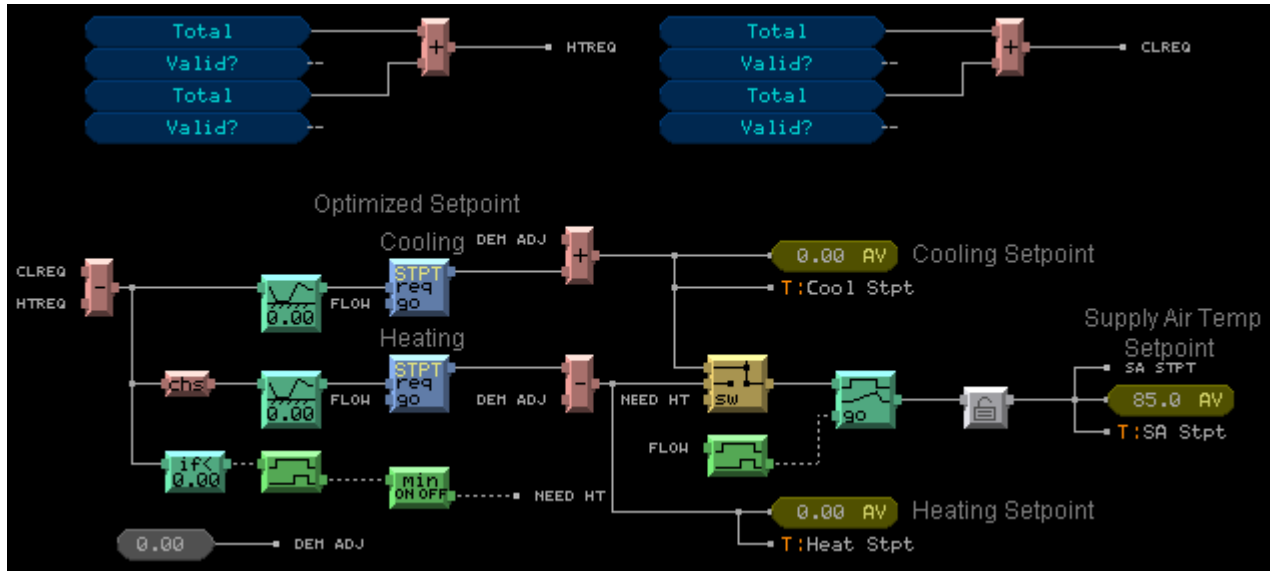 Total
Valid?
Total
Valid?
+
HTREQ
Total
Valid?
Total
Valid?
+
CLREQ
Optimized Setpoint
Cooling
DEM ADJ
+
0.00 AV
Cooling Setpoint
CLREQ
HTREQ
-
0.00
FLOW
STPT
req
go
T:Cool Stpt
Heating
Supply Air Temp
Setpoint
SA STPT
chs
0.00
FLOW
STPT
req
go
DEM ADJ
-
NEED HT
sw
go
85.0 AV
T:SA Stpt
FLOW
if<
0.00
min
ON OFF
NEED HT
0.00 AV
Heating Setpoint
T:Heat Stpt
0.00
DEM ADJ